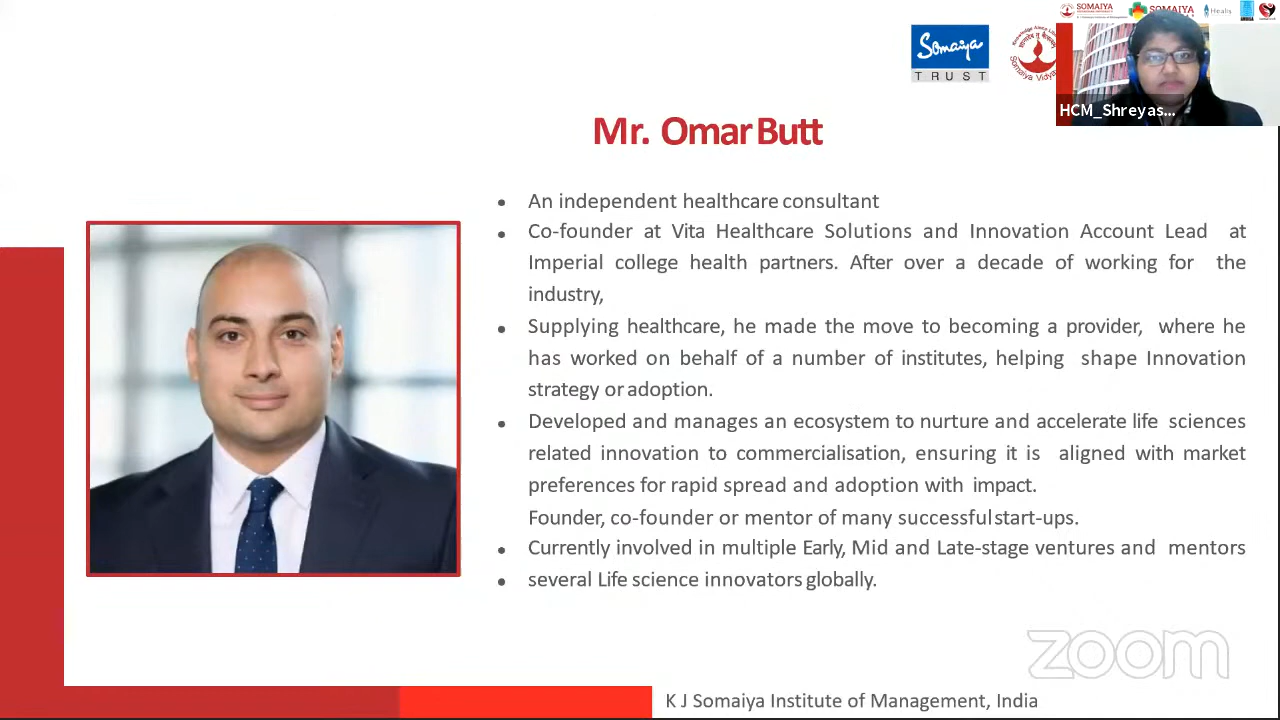 SOMAIYA
SOMAIYA
Somaiya
TRUST
Somaiya Vidya
HCM_Shreyas...
Mr. Omar Butt
• An independent healthcare consultant
• Co-founder at Vita Healthcare Solutions and Innovation Account Lead at
Imperial college health partners. After over a decade of working for the
industry,
• Supplying healthcare, he made the move to becoming a provider, where he
has worked on behalf of a number of institutes, helping shape Innovation
strategy or adoption.
• Developed and manages an ecosystem to nurture and accelerate life sciences
related innovation to commercialisation, ensuring it is aligned with market
preferences for rapid spread and adoption with impact.
Founder, co-founder or mentor of many successful start-ups.
• Currently involved in multiple Early, Mid and Late-stage ventures and mentors
• several Life science innovators globally.
zoom
K J Somaiya Institute of Management, India